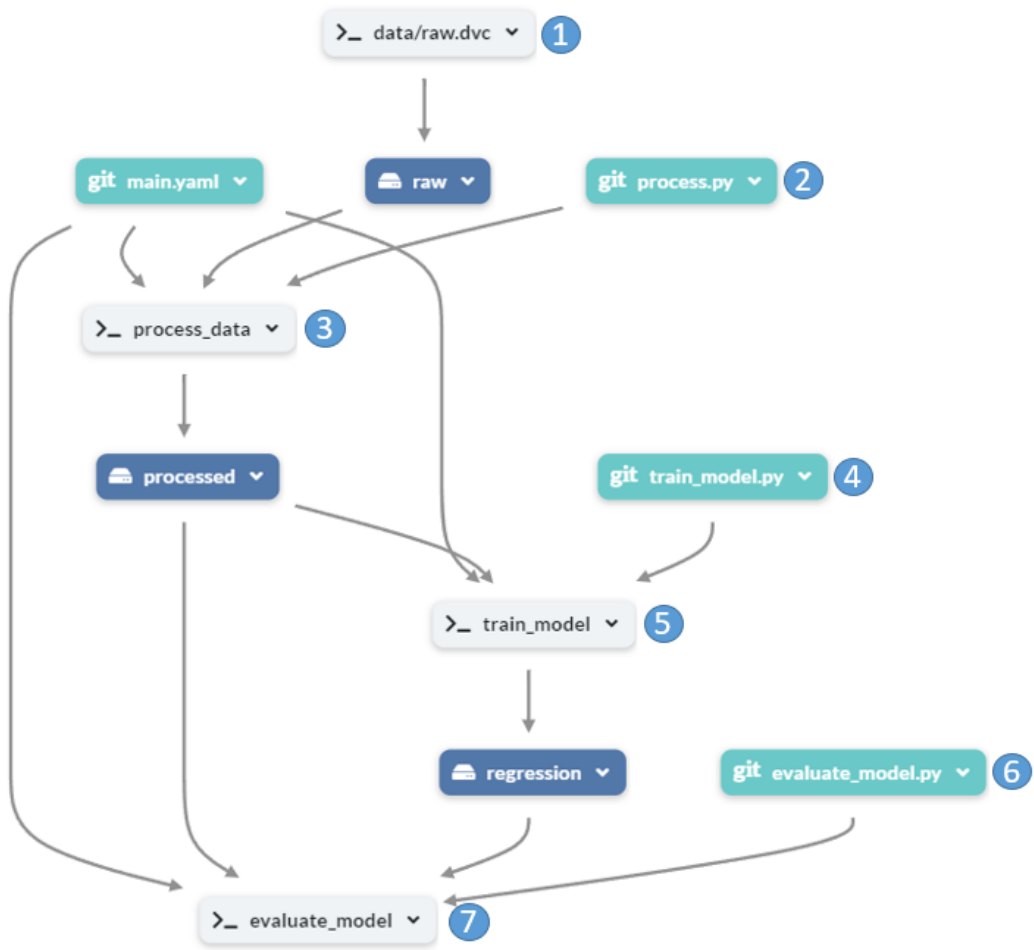 >_ data/raw.dvc
1
git main.yaml
raw
git process.py
2
>_ process_data
3
processed
git train_model.py
4
>_ train_model
5
regression
git evaluate_model.py
6
>_ evaluate_model
7